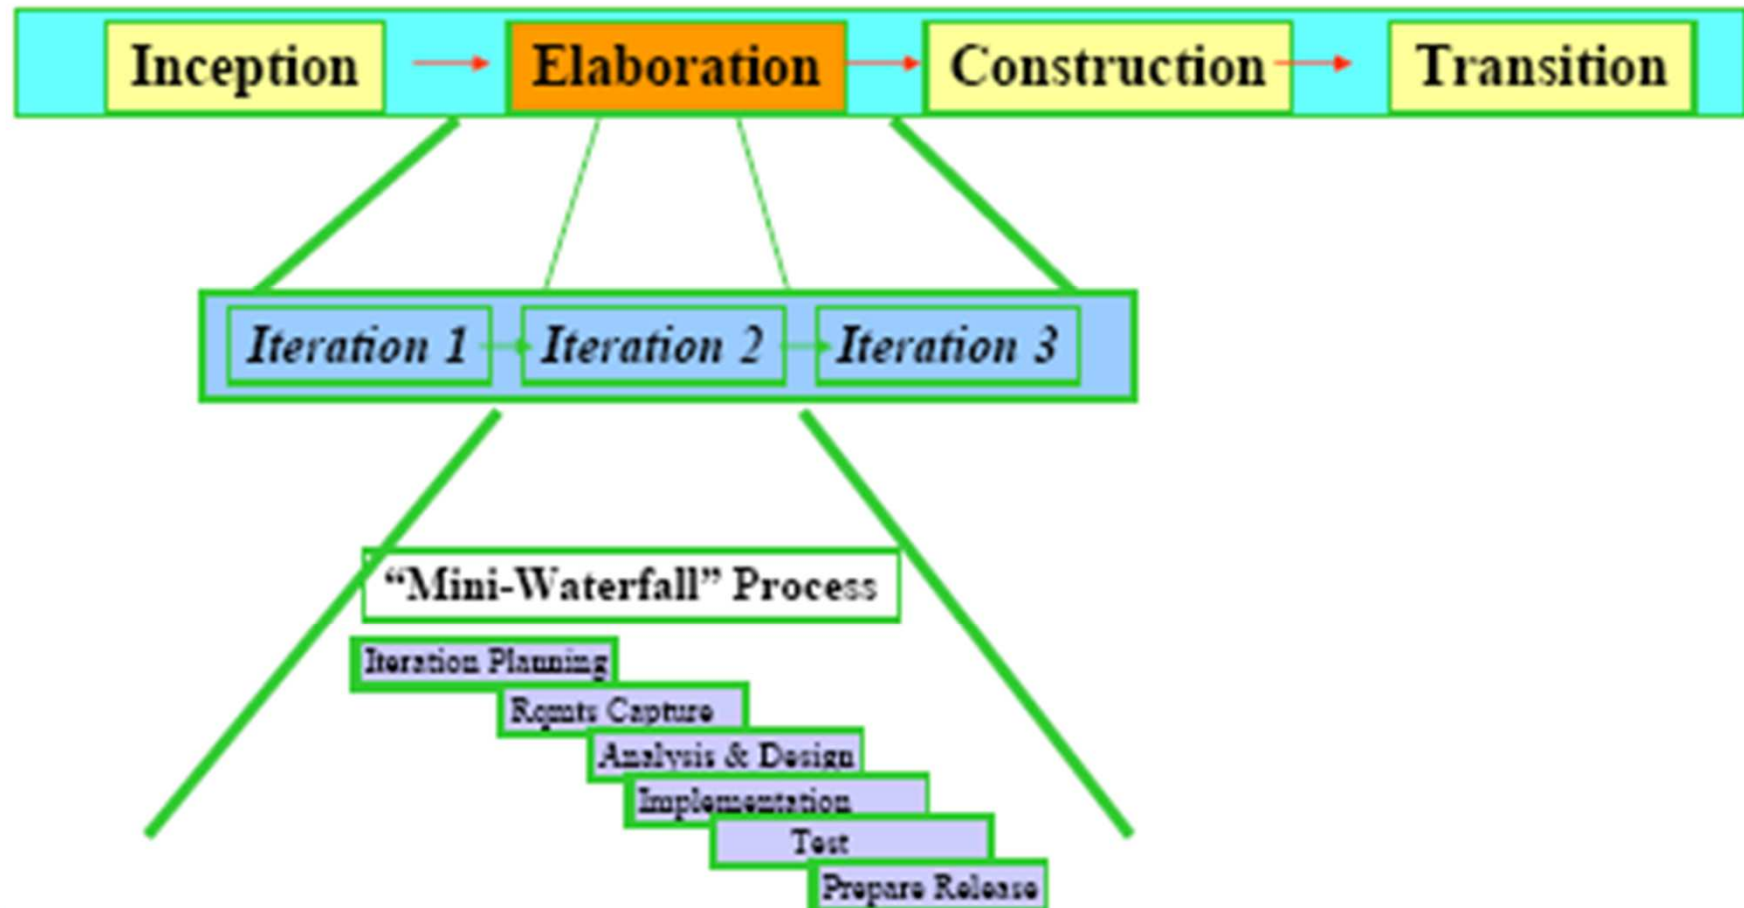 Inception Elaboration Construction Transition
Iteration 1 Iteration 2 Iteration 3
“Mini-Waterfall” Process
Iteration Planning
Rqmts Capture
Analysis & Design
Implementation
Test
Prepare Release